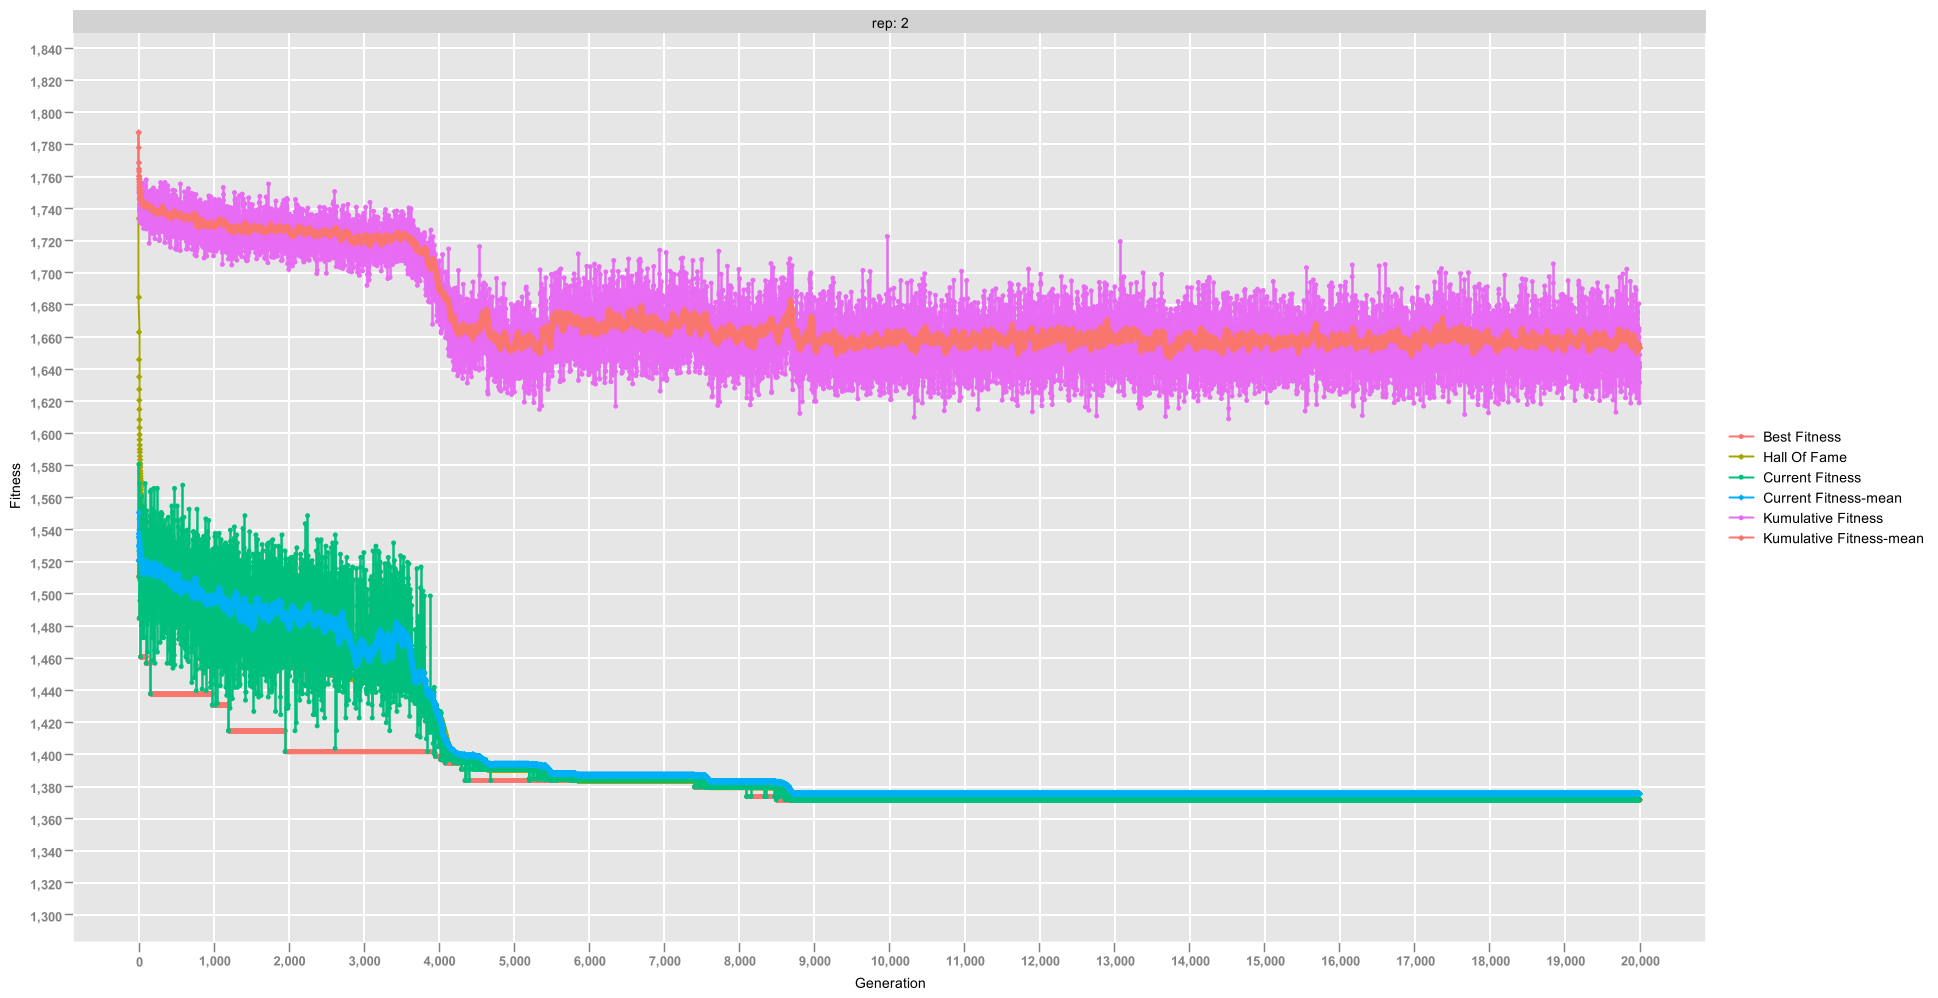 rep: 2
1,840
1,820
1,800
1,780
1,760
1,740
1,720
1,700
1,680
1,660
1,640
1,620
1,600
1,580
1,560
1,540
1,520
1,500
1,480
1,460
1,440
1,420
1,400
1,380
1,360
1,340
1,320
1,300
Fitness
0 1,000 2,000 3,000 4,000 5,000 6,000 7,000 8,000 9,000 10,000 11,000 12,000 13,000 14,000 15,000 16,000 17,000 18,000 19,000 20,000
Generation
Best Fitness
Hall Of Fame
Current Fitness
Current Fitness-mean
Kumulative Fitness
Kumulative Fitness-mean